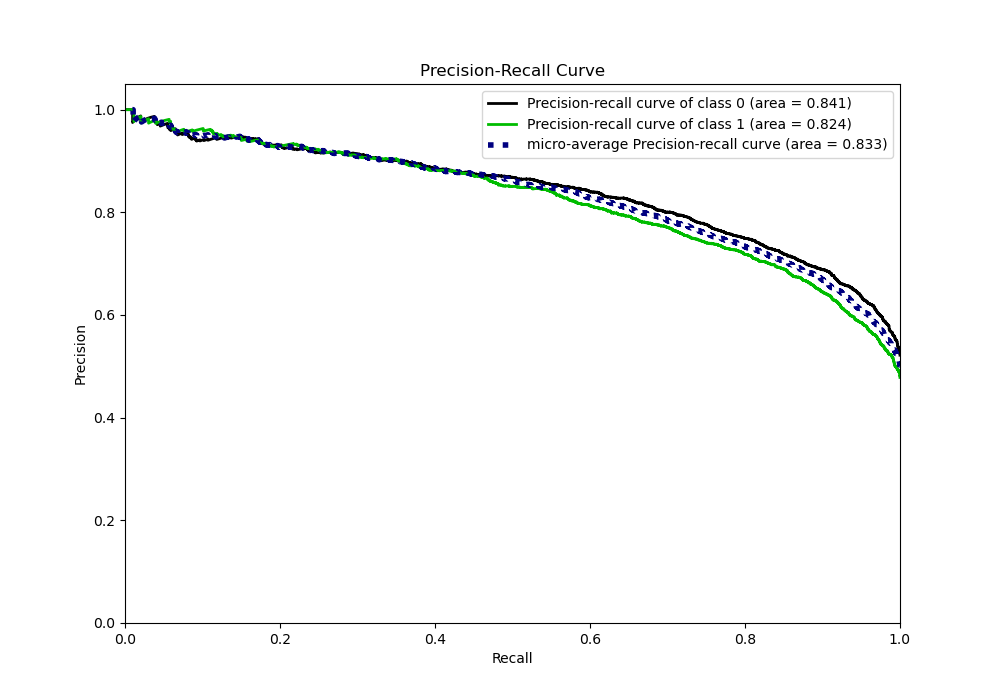 Precision-Recall Curve
Precision-recall curve of class 0 (area = 0.841)
Precision-recall curve of class 1 (area = 0.824)
micro-average Precision-recall curve (area = 0.833)
1.0
0.8
0.6
0.4
0.2
0.0
Precision
0.0 0.2 0.4 0.6 0.8 1.0
Recall